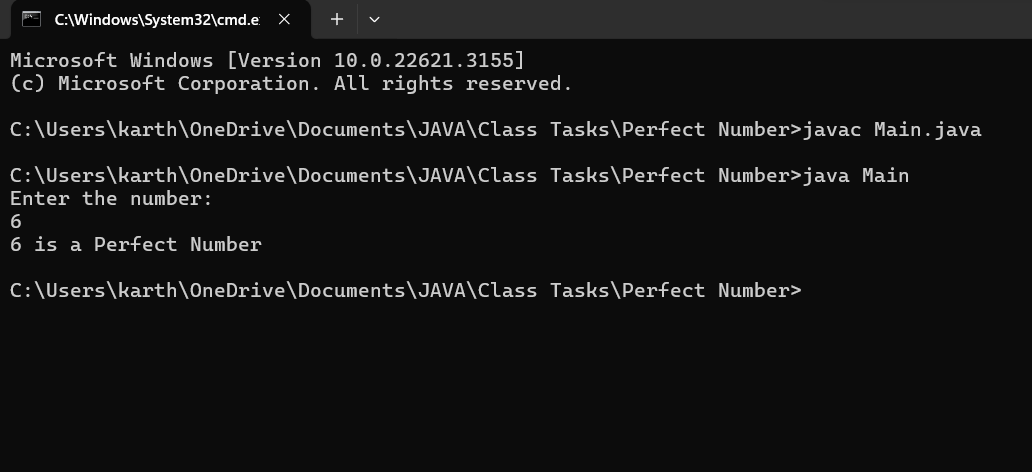 C:\Windows\System32\cmd.e
Microsoft Windows [Version 10.0.22621.3155]
(c) Microsoft Corporation. All rights reserved.
C:\Users\karth\OneDrive\Documents\JAVA\Class Tasks\Perfect Number>javac Main.java
C:\Users\karth\OneDrive\Documents\JAVA\Class Tasks\Perfect Number>java Main
Enter the number:
6
6 is a Perfect Number
C:\Users\karth\OneDrive\Documents\JAVA\Class Tasks\Perfect Number>